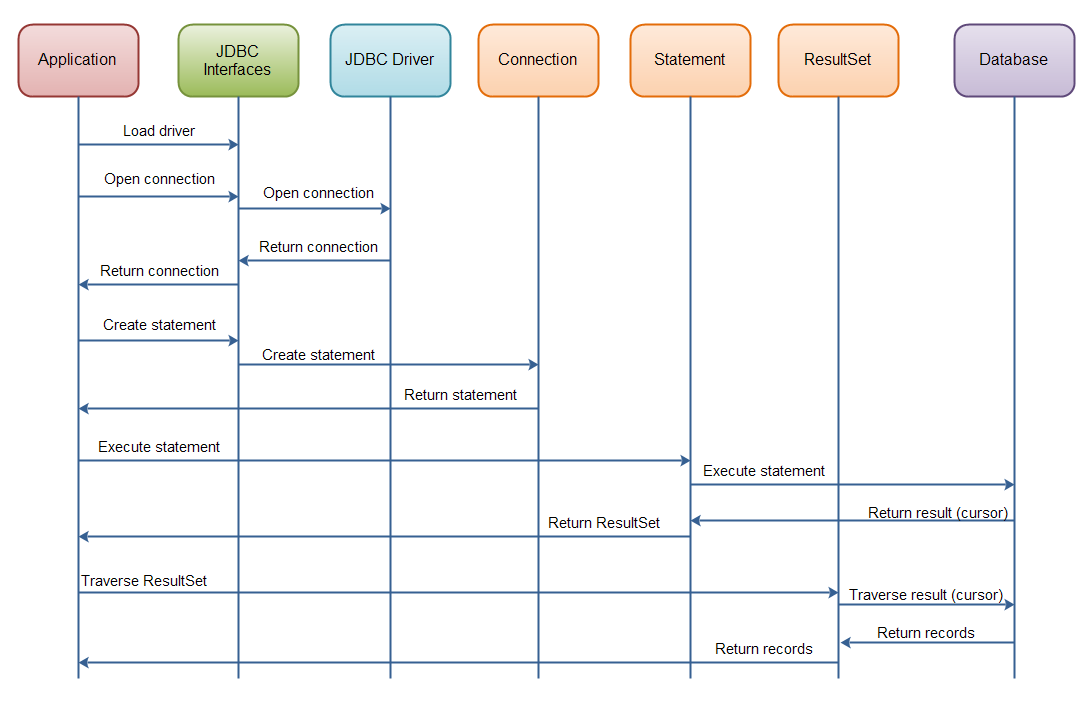 Application
JDBC
Interfaces
JDBC Driver
Connection
Statement
ResultSet
Database
Load driver
Open connection
Open connection
Return connection
Return connection
Create statement
Create statement
Return statement
Execute statement
Execute statement
Return result (cursor)
Return ResultSet
Traverse ResultSet
Traverse result (cursor)
Return records
Return records